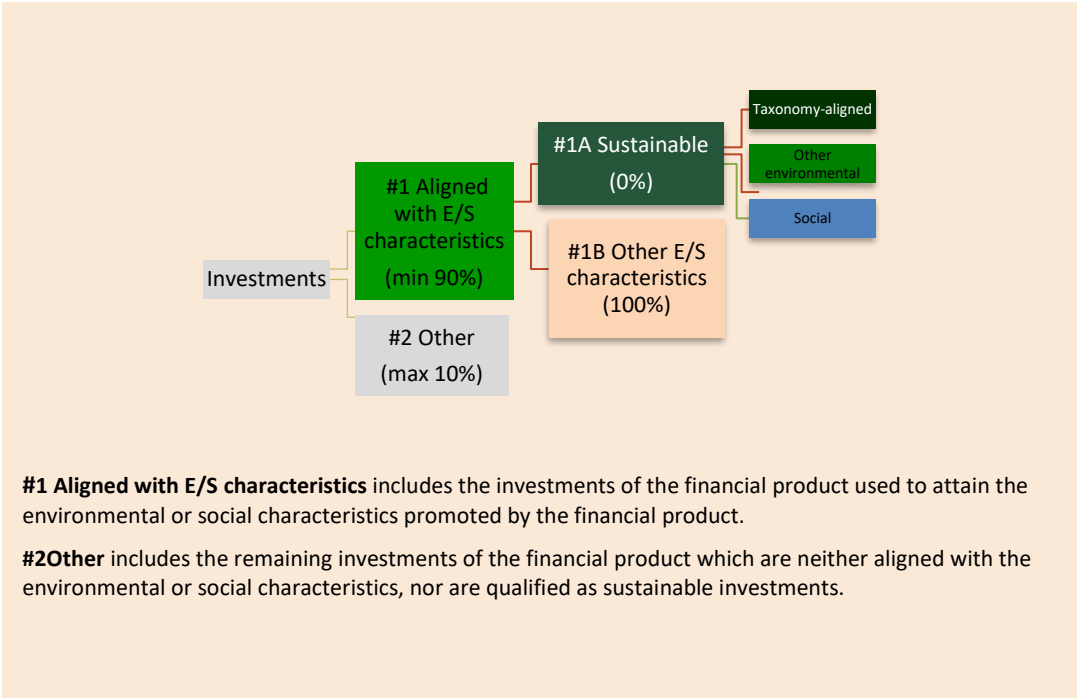 Investments
#1 Aligned
with E/S
characteristics
(min 90%)
#2 Other
(max 10%)
#1A Sustainable
(0%)
#1B Other E/S
characteristics
(100%)
Taxonomy-aligned
Other
environmental
Social
#1 Aligned with E/S characteristics includes the investments of the financial product used to attain the
environmental or social characteristics promoted by the financial product.
#2Other includes the remaining investments of the financial product which are neither aligned with the
environmental or social characteristics, nor are qualified as sustainable investments.